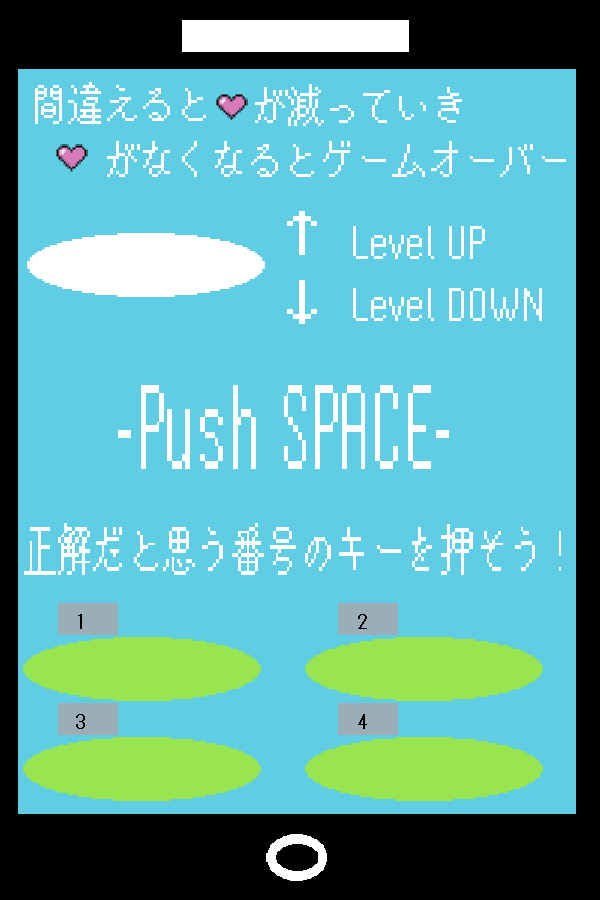 間違えると が減っていき
がなくなるとゲームオーバー
↑ Level UP
↓ Level DOWN
-Push SPACE-
正解だと思う番号のキーを押そう！
1 2
3 4